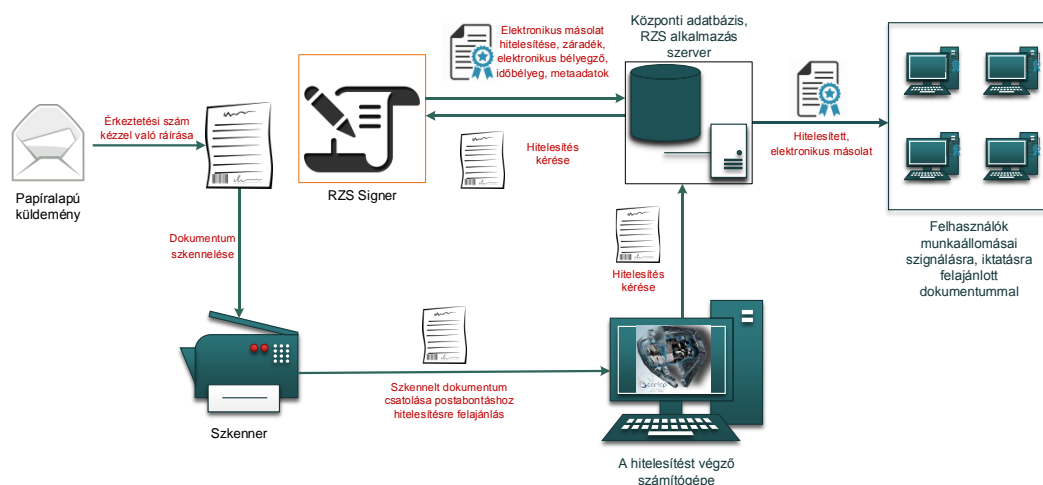 Elektronikus másolat
hitelesítése, záradék,
elektronikus bélyegző,
időbélyeg, metaadatok
Központi adatbázis,
RZS alkalmazás
szerver
Érkeztetési szám
kézzel való ráírása
Hitelesítés
kérése
Hitelesített,
elektronikus másolat
Papíralapú
küldemény
RZS Signer
Felhasználók
munkaállomásai
szignálásra, iktatásra
felajánlott
dokumentummal
Dokumentum
szkennelése
Hitelesítés
kérése
Szkennelt dokumentum
csatolása postabontáshoz
hitelesítésre felajánlás
Szkenner
A hitelesítést végző
számítógépe